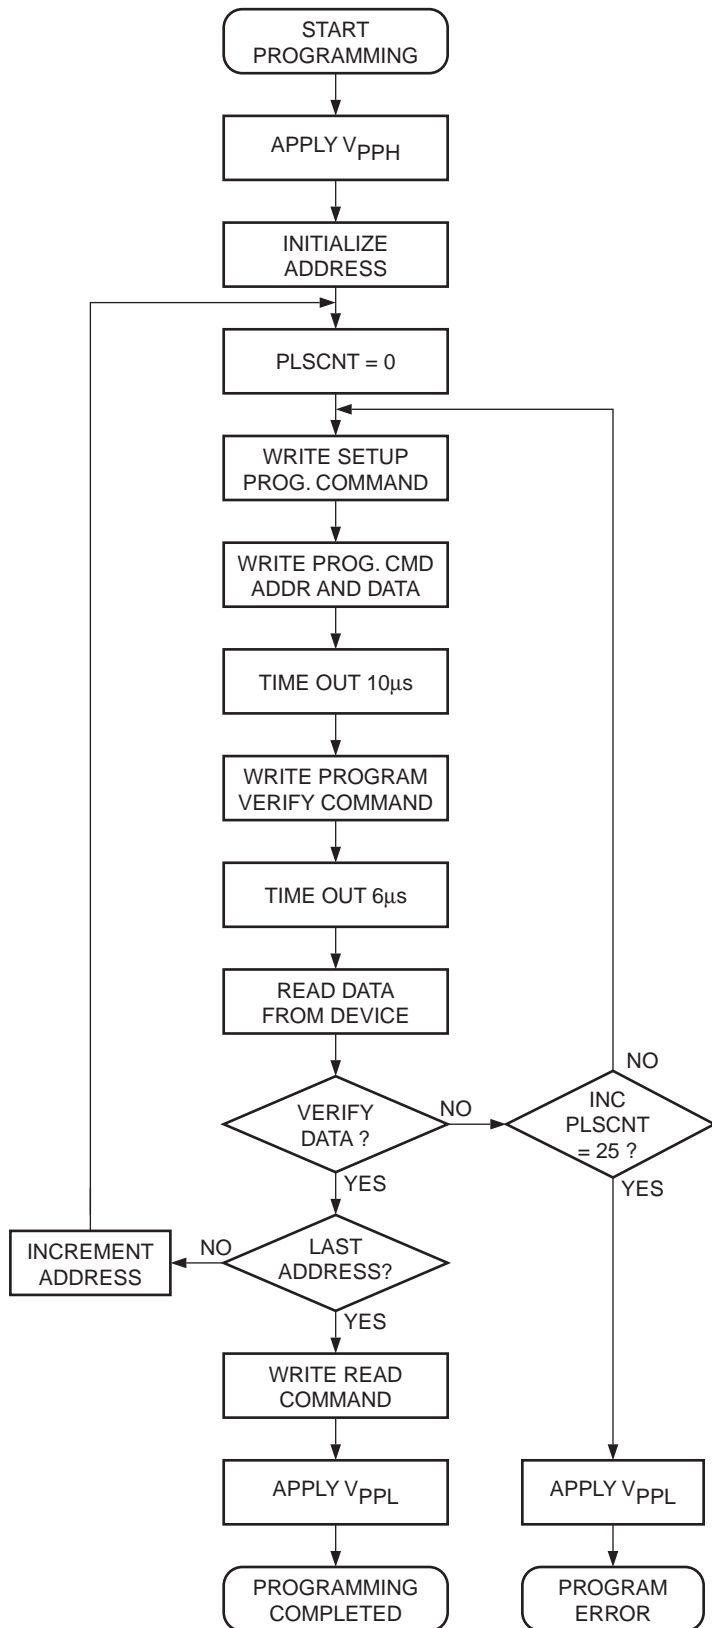 START
PROGRAMMING
APPLY VPPH
INITIALIZE
ADDRESS
PLSCNT = 0
WRITE SETUP
PROG. COMMAND
WRITE PROG. CMD
ADDR AND DATA
TIME OUT 10µs
WRITE PROGRAM
VERIFY COMMAND
TIME OUT 6µs
READ DATA
FROM DEVICE
VERIFY
DATA ?
NO
INC
PLSCNT
= 25 ?
NO
YES
YES
LAST
ADDRESS?
NO
INCREMENT
ADDRESS
YES
WRITE READ
COMMAND
APPLY VPPL
APPLY VPPL
PROGRAMMING
COMPLETED
PROGRAM
ERROR